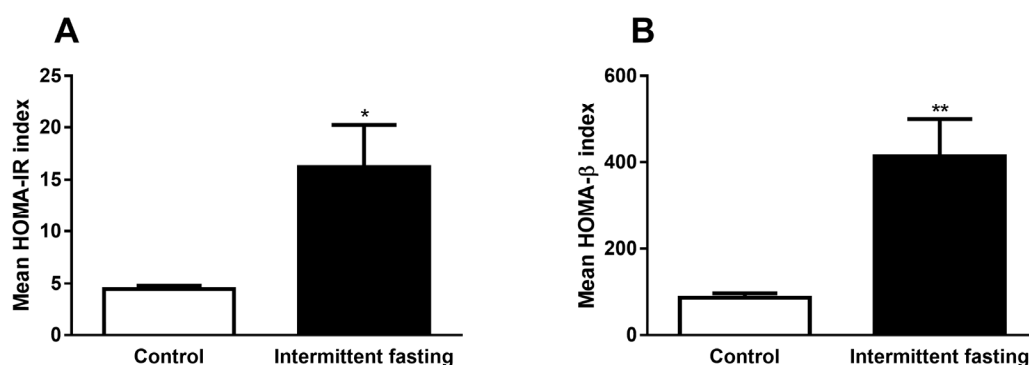 A
Mean HOMA-IR index
25
20
15
10
5
0
*
Control
Intermittent fasting
B
Mean HOMA-β index
600
400
200
0
**
Control
Intermittent fasting